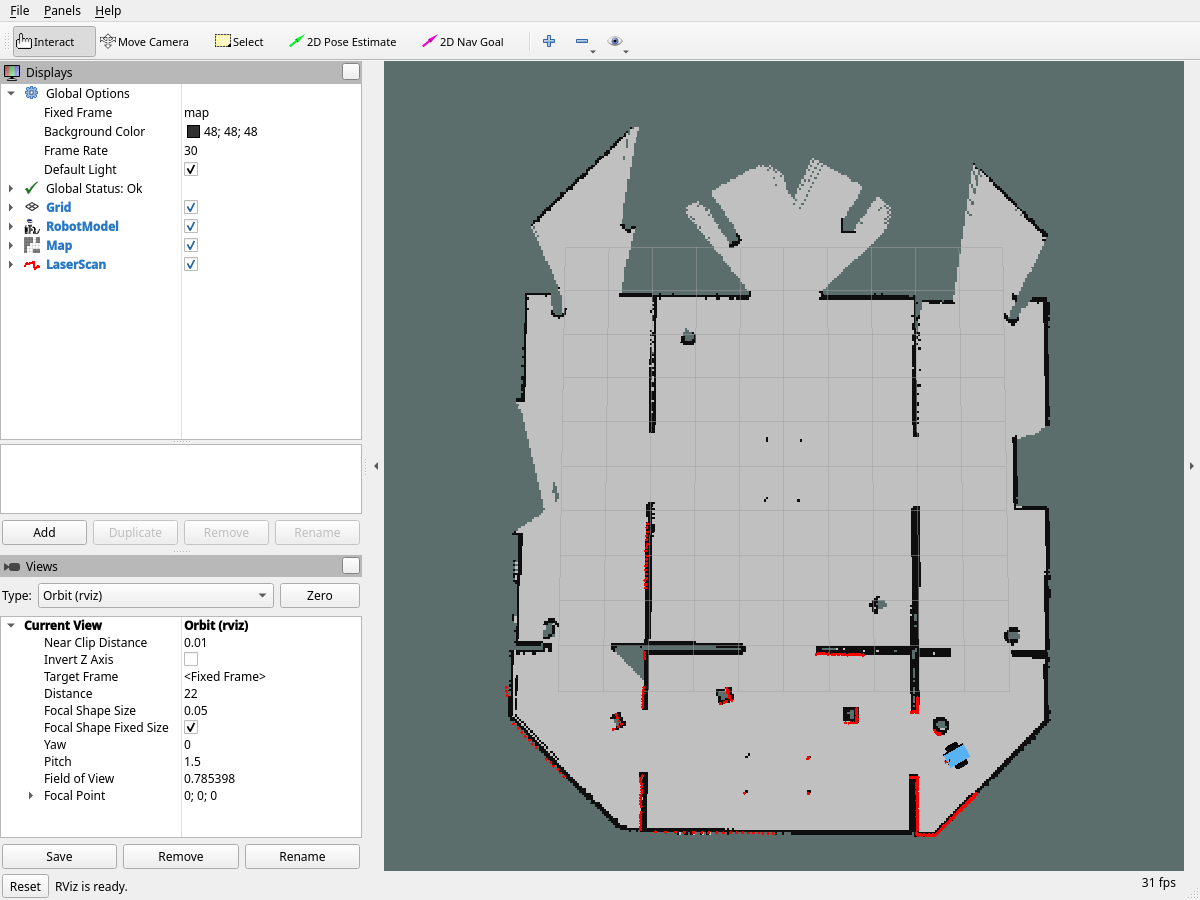 File Panels Help
Interact Move Camera Select 2D Pose Estimate 2D Nav Goal
Displays
Global Options
Fixed Frame map
Background Color 48; 48; 48
Frame Rate 30
Default Light
Global Status: Ok
Grid
RobotModel
Map
LaserScan
Add Duplicate Remove Rename
Views
Type: Orbit (rviz) Zero
Current View Orbit (rviz)
Near Clip Distance 0.01
Invert Z Axis
Target Frame <Fixed Frame>
Distance 22
Focal Shape Size 0.05
Focal Shape Fixed Size
Yaw 0
Pitch 1.5
Field of View 0.785398
Focal Point 0; 0; 0
Save Remove Rename
Reset RViz is ready. 31 fps